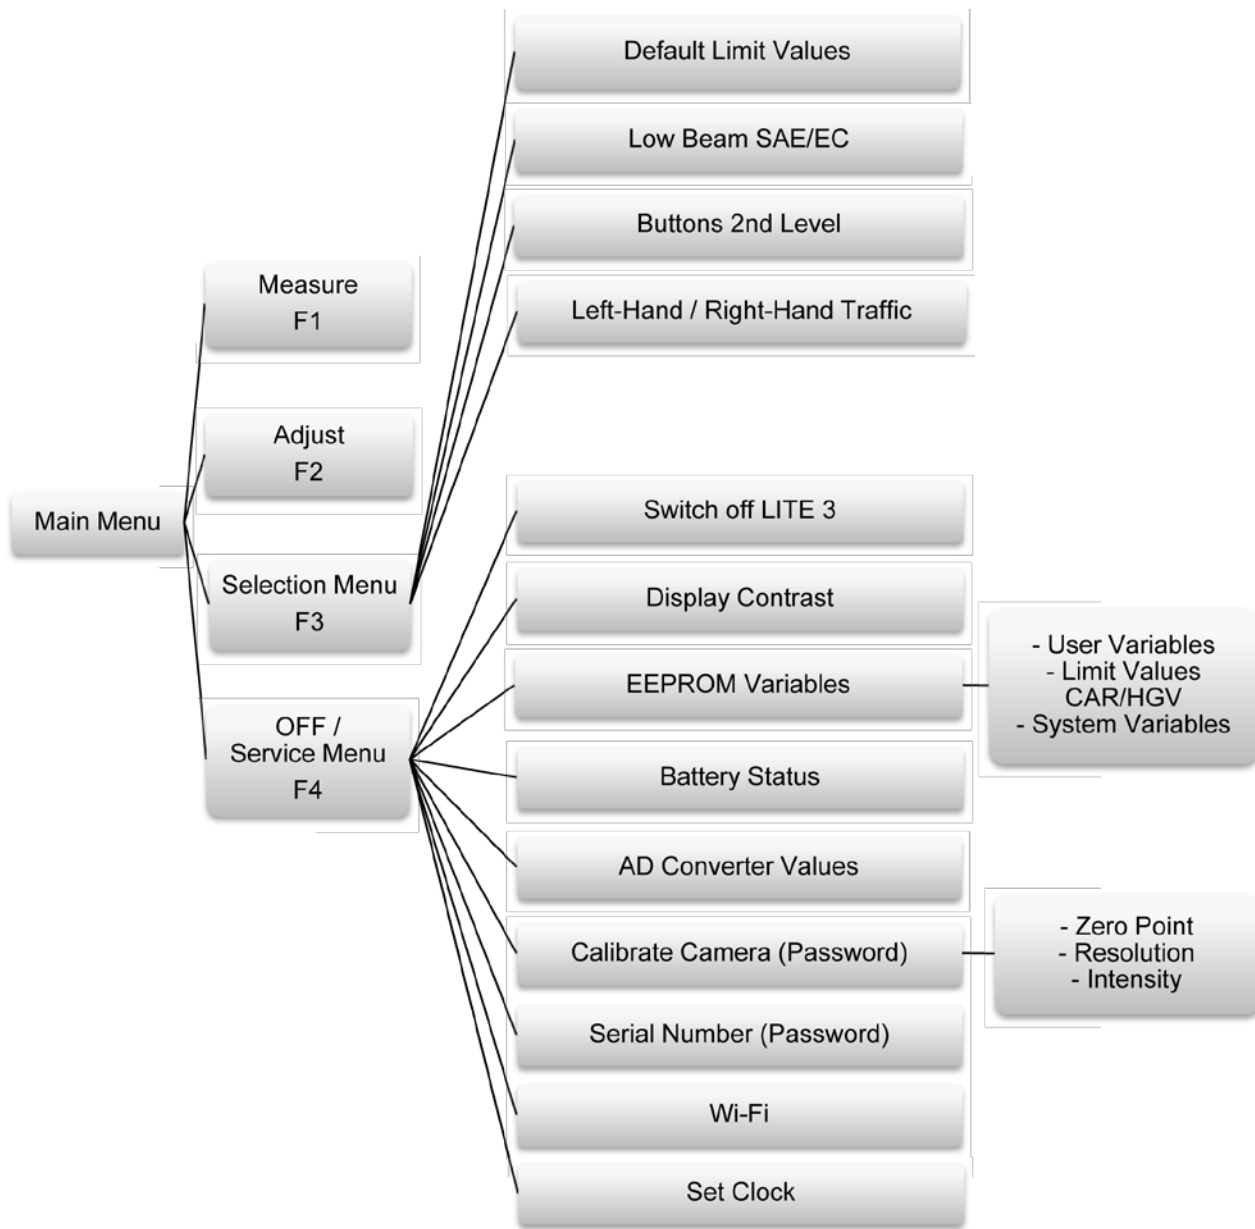 Main Menu
Measure
F1
Adjust
F2
Selection Menu
F3
OFF /
Service Menu
F4
Default Limit Values
Low Beam SAE/EC
Buttons 2nd Level
Left-Hand / Right-Hand Traffic
Switch off LITE 3
Display Contrast
EEPROM Variables
Battery Status
AD Converter Values
Calibrate Camera (Password)
Serial Number (Password)
Wi-Fi
Set Clock
- User Variables
- Limit Values
CAR/HGV
- System Variables
- Zero Point
- Resolution
- Intensity